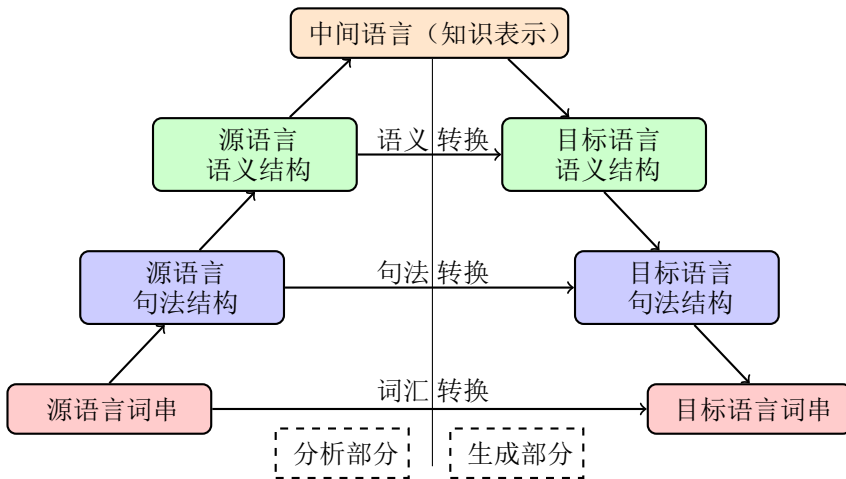 中间语言（知识表示）
源语言
语义结构
语义 转换
目标语言
语义结构
源语言
句法结构
句法 转换
目标语言
句法结构
源语言词串
词汇 转换
目标语言词串
分析部分
生成部分